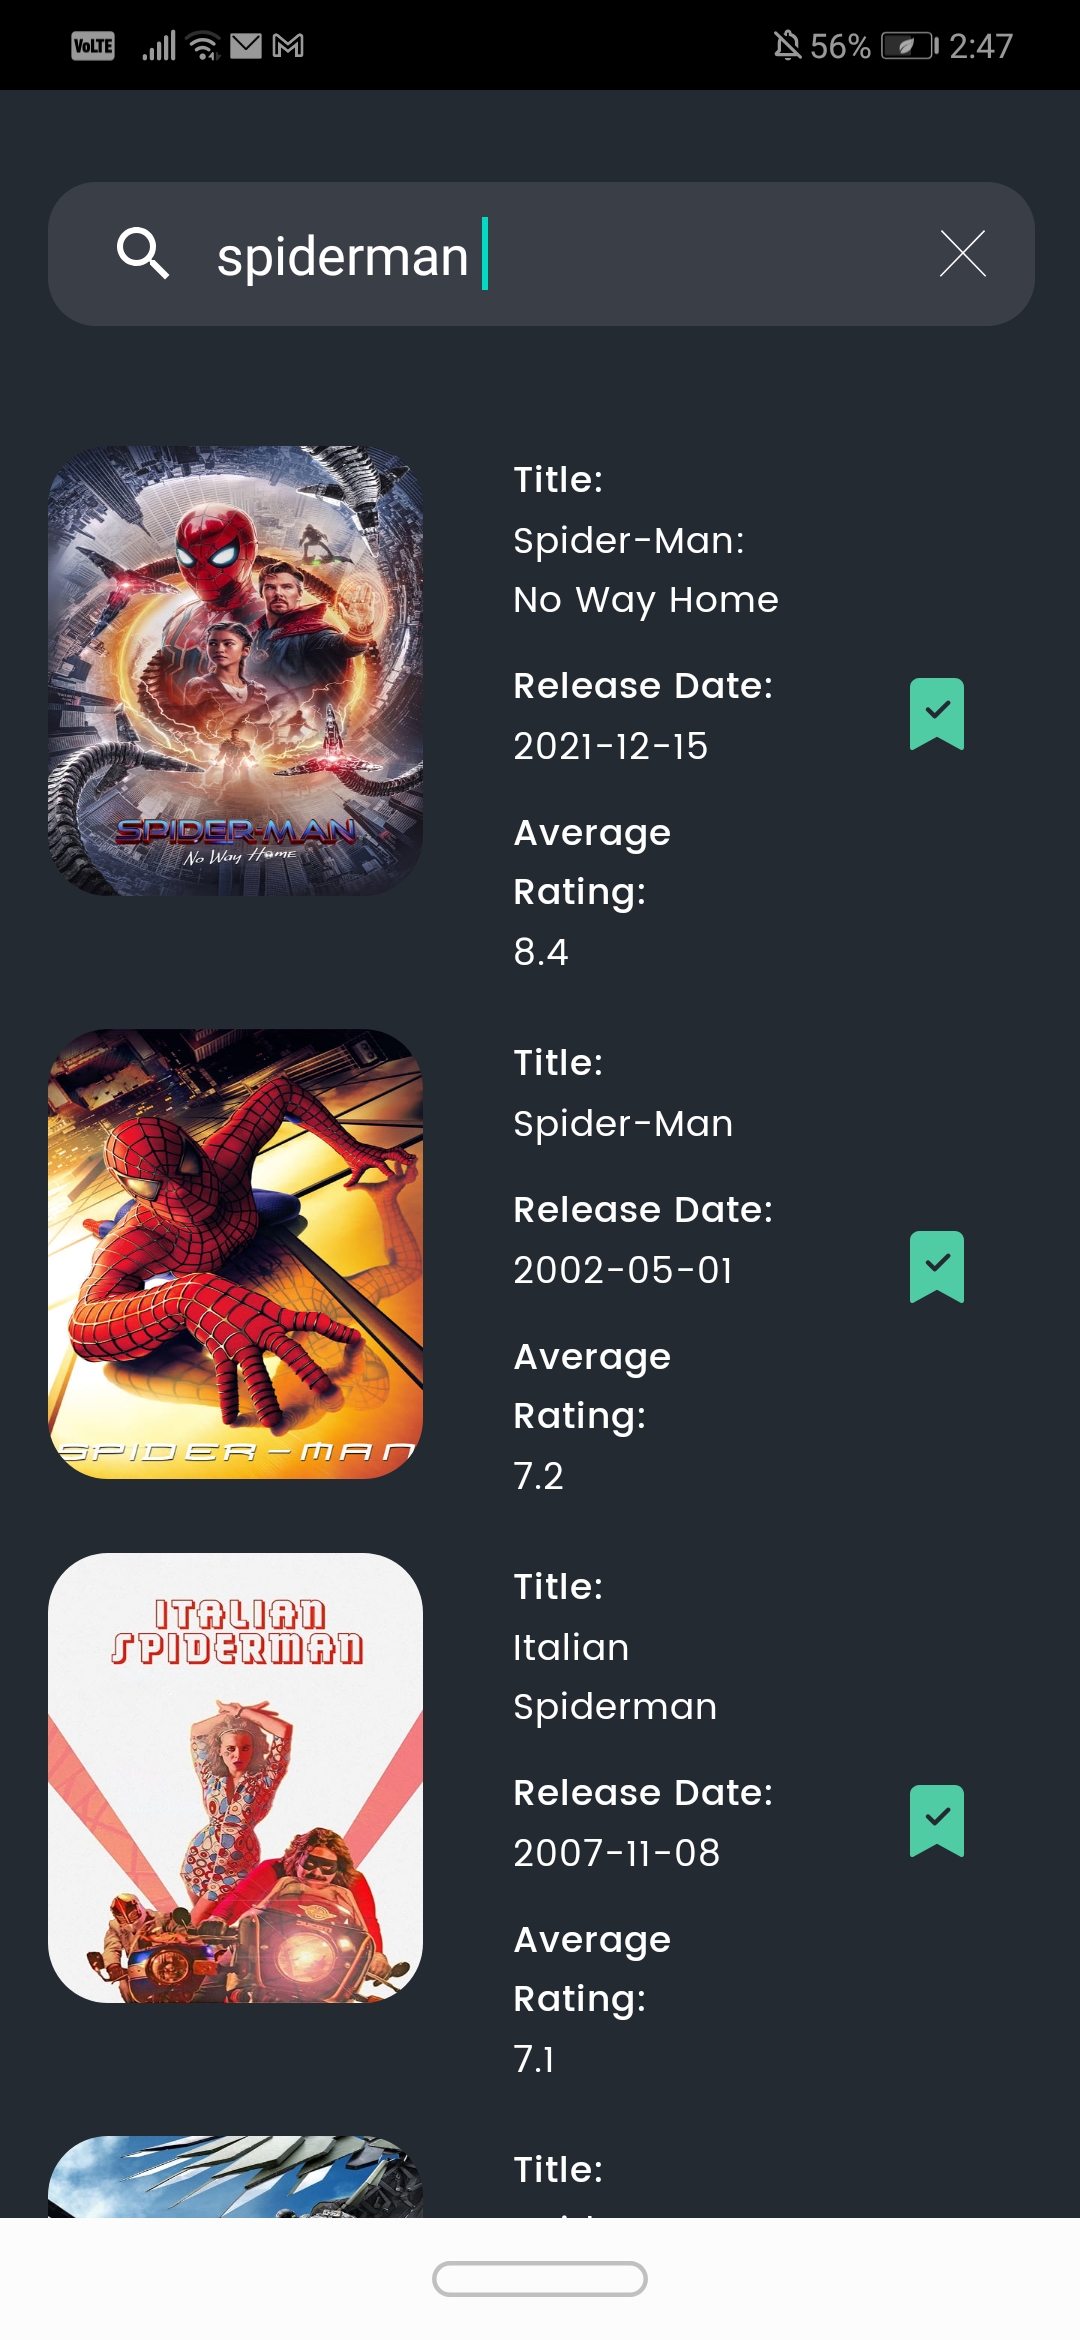 VoLTE 56% 2:47
spiderman
Title:
Spider-Man:
No Way Home
Release Date:
2021-12-15
Average
Rating:
8.4
SPIDER-MAN
No Way Home
Title:
Spider-Man
Release Date:
2002-05-01
Average
Rating:
7.2
SPIDER-MAN
ITALIAN
SPIDERMAN
Title:
Italian
Spiderman
Release Date:
2007-11-08
Average
Rating:
7.1
Title: